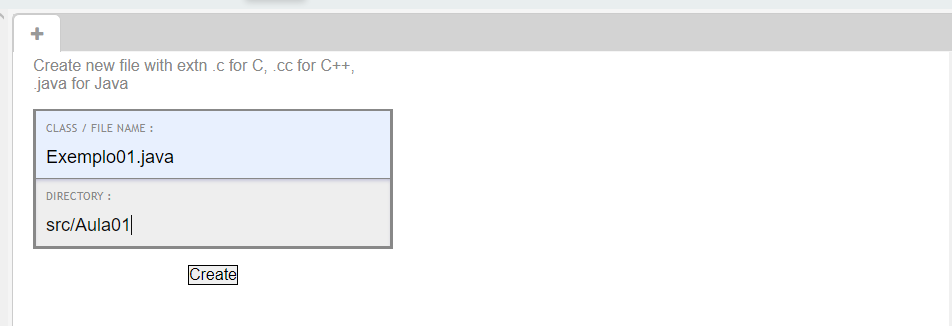 +
Create new file with extn .c for C, .cc for C++,
.java for Java
CLASS / FILE NAME :
Exemplo01.java
DIRECTORY :
src/Aula01
Create